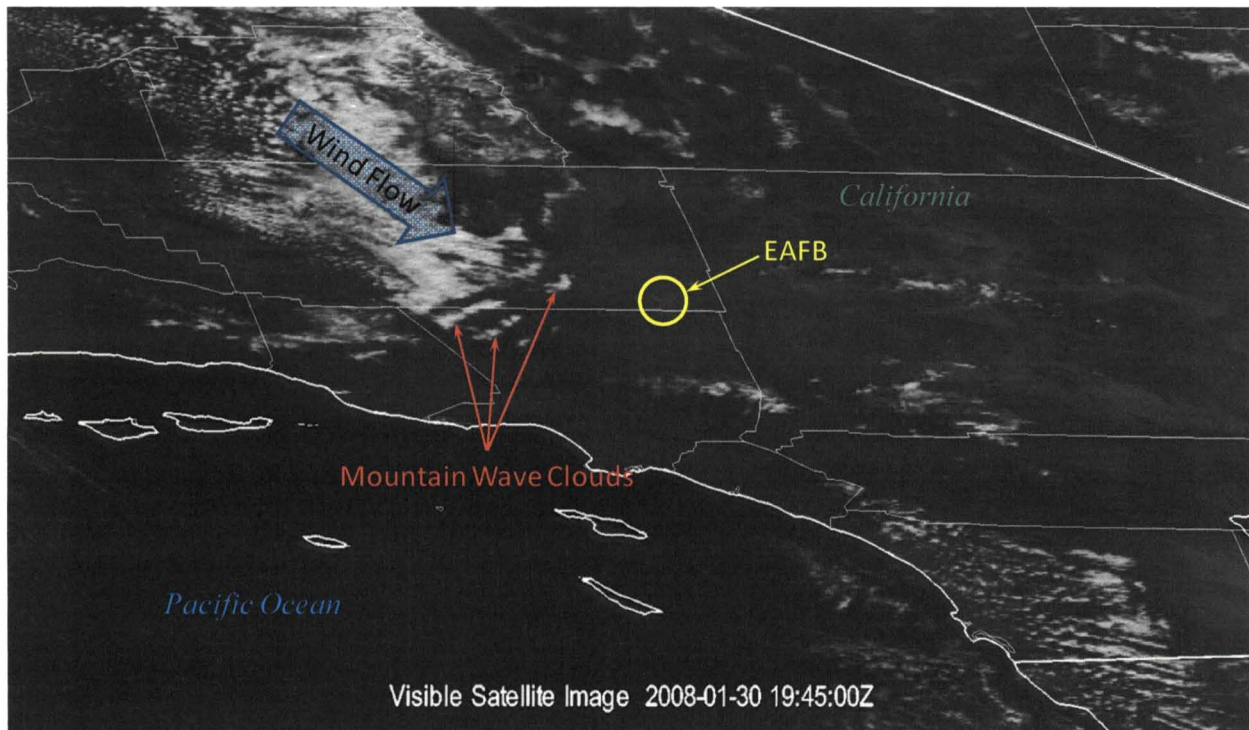 Wind Flow
California
EAFB
Mountain Wave Clouds
Pacific Ocean
Visible Satellite Image 2008-01-30 19:45:00Z